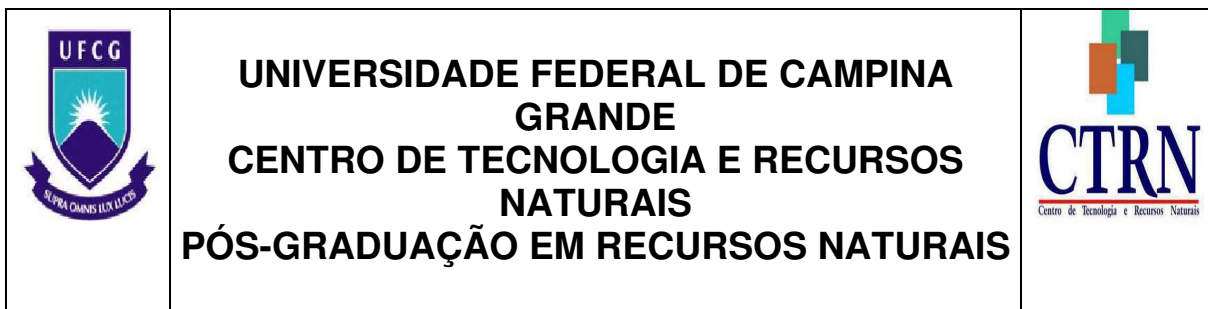 UFCG
SUPRA OMNIS LUX LUCIS
UNIVERSIDADE FEDERAL DE CAMPINA
GRANDE
CENTRO DE TECNOLOGIA E RECURSOS
NATURAIS
PÓS-GRADUAÇÃO EM RECURSOS NATURAIS
CTRN
Centro de Tecnologia e Recursos Naturais